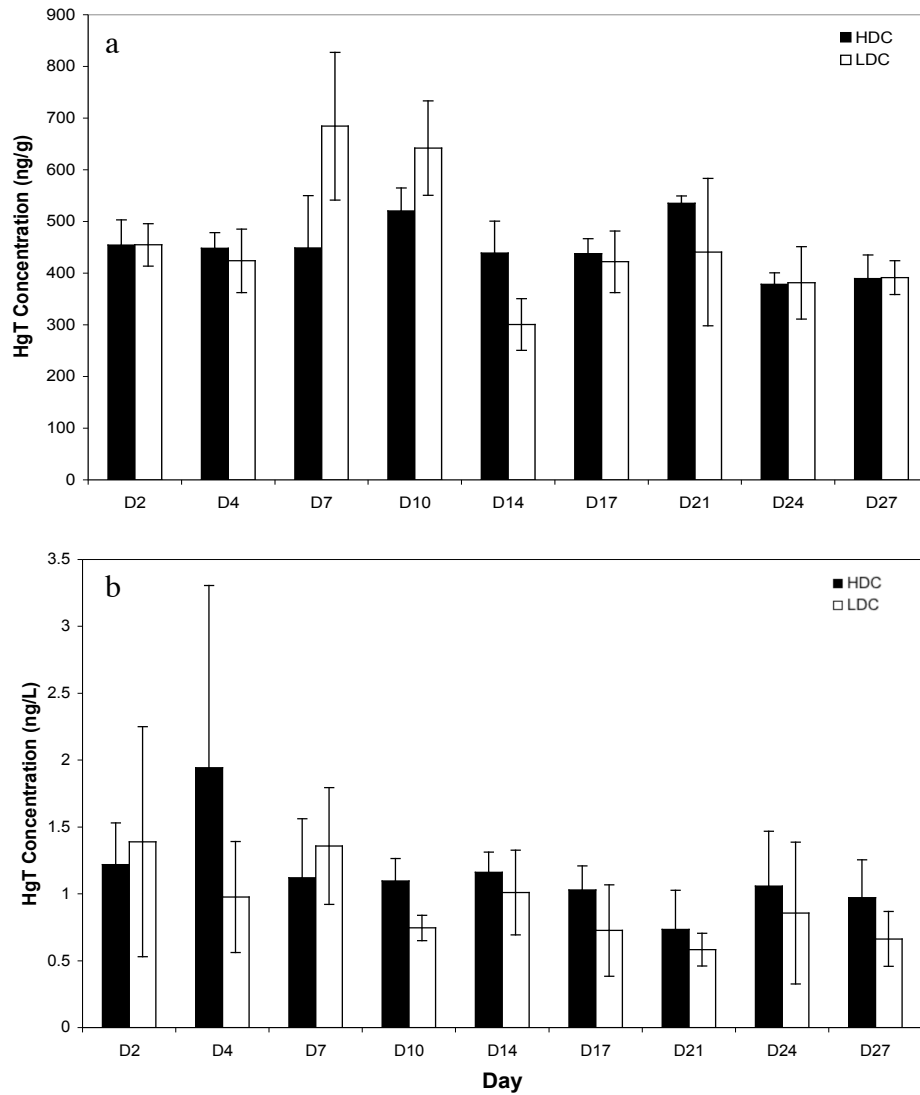 a
HDC
LDC
HgT Concentration (ng/g)
900
800
700
600
500
400
300
200
100
0
D2 D4 D7 D10 D14 D17 D21 D24 D27
b
HDC
LDC
HgT Concentration (ng/L)
3.5
3
2.5
2
1.5
1
0.5
0
D2 D4 D7 D10 D14 D17 D21 D24 D27
Day